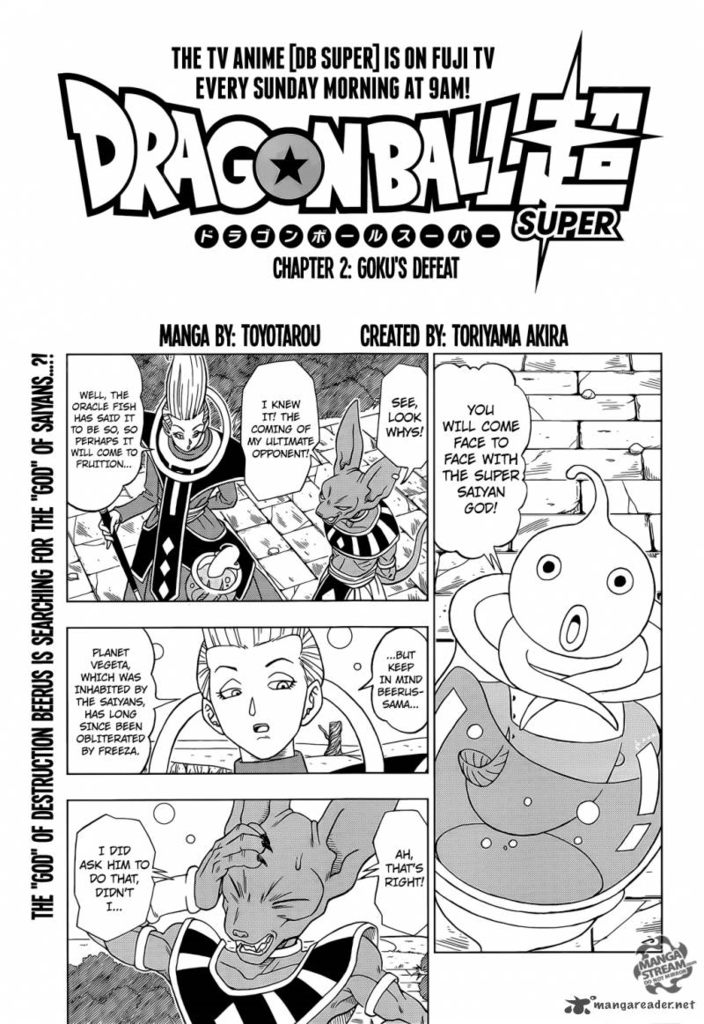 THE TV ANIME [DB SUPER] IS ON FUJI TV
EVERY SUNDAY MORNING AT 9AM!
DRAGON BALL 超
SUPER
ドラゴンボールスーパー
CHAPTER 2: GOKU'S DEFEAT
MANGA BY: TOYOTAROU CREATED BY: TORIYAMA AKIRA
THE "GOD" OF DESTRUCTION BEERUS IS SEARCHING FOR THE "GOD" OF SAIYANS...?!
YOU
WILL COME
FACE TO
FACE WITH
THE SUPER
SAIYAN
GOD!
SEE,
LOOK
WHYS!
I KNEW
IT! THE
COMING OF
MY ULTIMATE
OPPONENT!
WELL, THE
ORACLE FISH
HAS SAID IT
TO BE SO, SO
PERHAPS IT
WILL COME TO
FRUITION...
...BUT
KEEP
IN MIND
BEERUS-
SAMA...
PLANET
VEGETA,
WHICH WAS
INHABITED BY
THE SAIYANS,
HAS LONG
SINCE BEEN
OBLITERATED
BY FREEZA.
AH,
THAT'S
RIGHT!
I DID
ASK HIM TO
DO THAT,
DIDN'T
I...
MANGA
STREAM
DO NOT MIRROR
mangareader.net